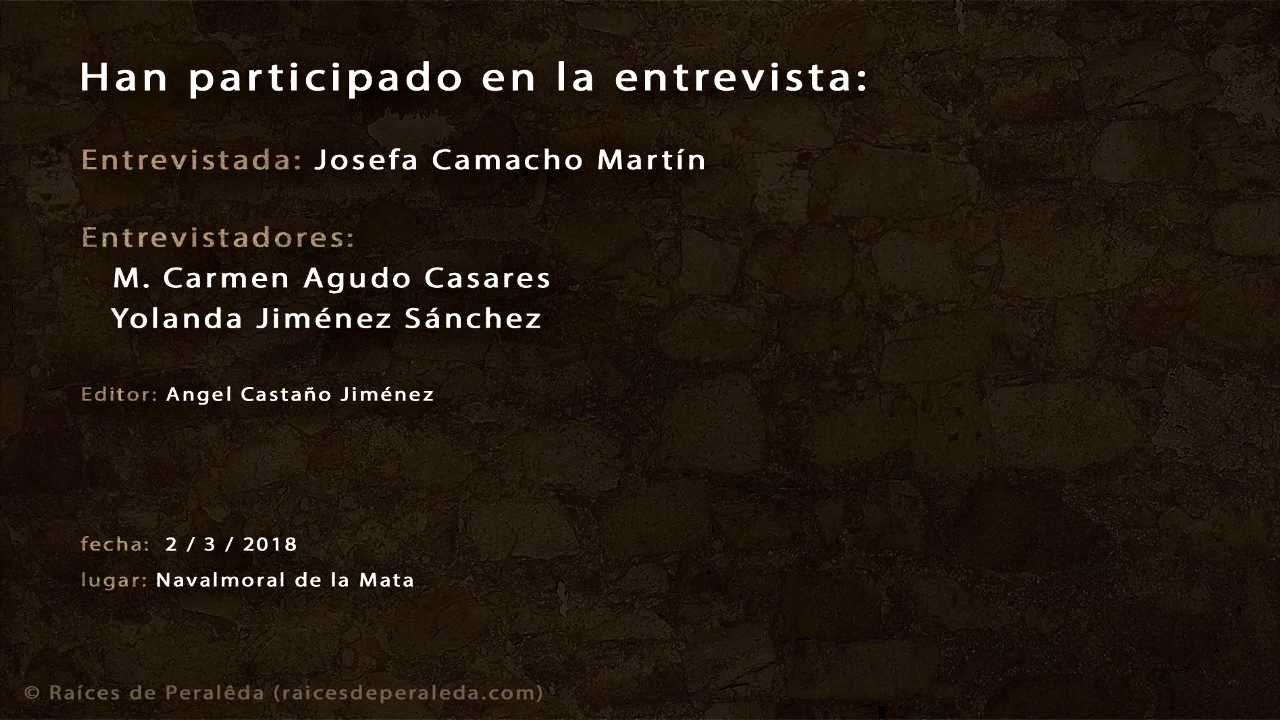 Han participado en la entrevista:
Entrevistada: Josefa Camacho Martín
Entrevistadores:
M. Carmen Agudo Casares
Yolanda Jiménez Sánchez
Editor: Angel Castaño Jiménez
fecha: 2 / 3 / 2018
lugar: Navalmoral de la Mata
© Raíces de Peralêda (raicesdeperaleda.com)